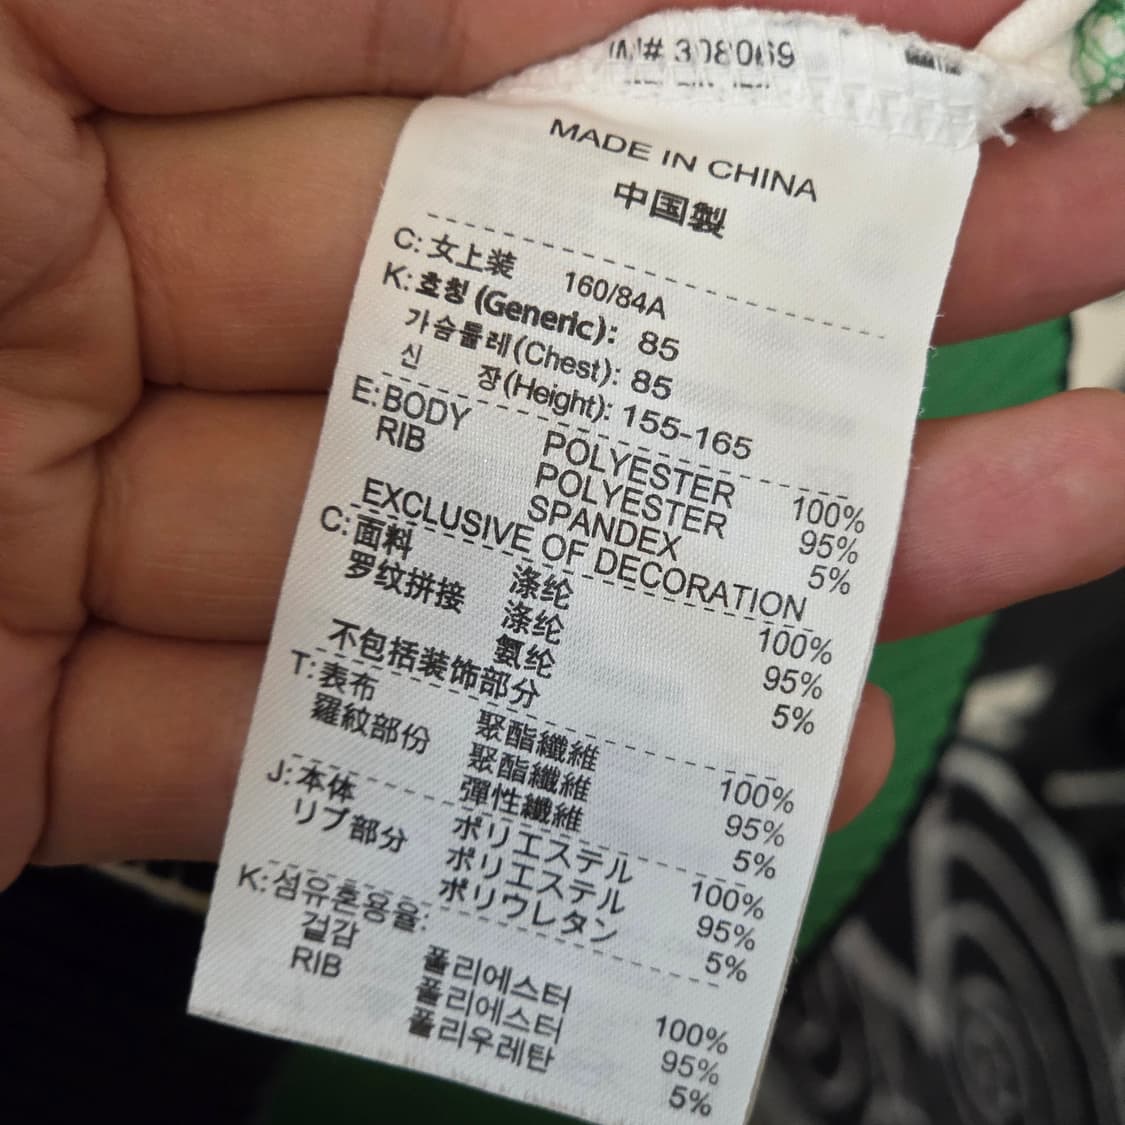 # 308069
MADE IN CHINA
中国製
C: 女上装 160/84A
K: 호칭 (Generic): 85
가슴둘레 (Chest): 85
신 장 (Height): 155-165
E: BODY POLYESTER 100%
RIB POLYESTER 95%
SPANDEX 5%
EXCLUSIVE OF DECORATION
C: 面料 涤纶 100%
罗纹拼接 涤纶 95%
氨纶 5%
不包括装饰部分
T: 表布 聚酯纖維 100%
羅紋部份 聚酯纖維 95%
彈性纖維 5%
J: 本体 ポリエステル 100%
リブ部分 ポリエステル 95%
ポリウレタン 5%
K: 섬유혼용율:
겉감 폴리에스터 100%
RIB 폴리에스터 95%
폴리우레탄 5%